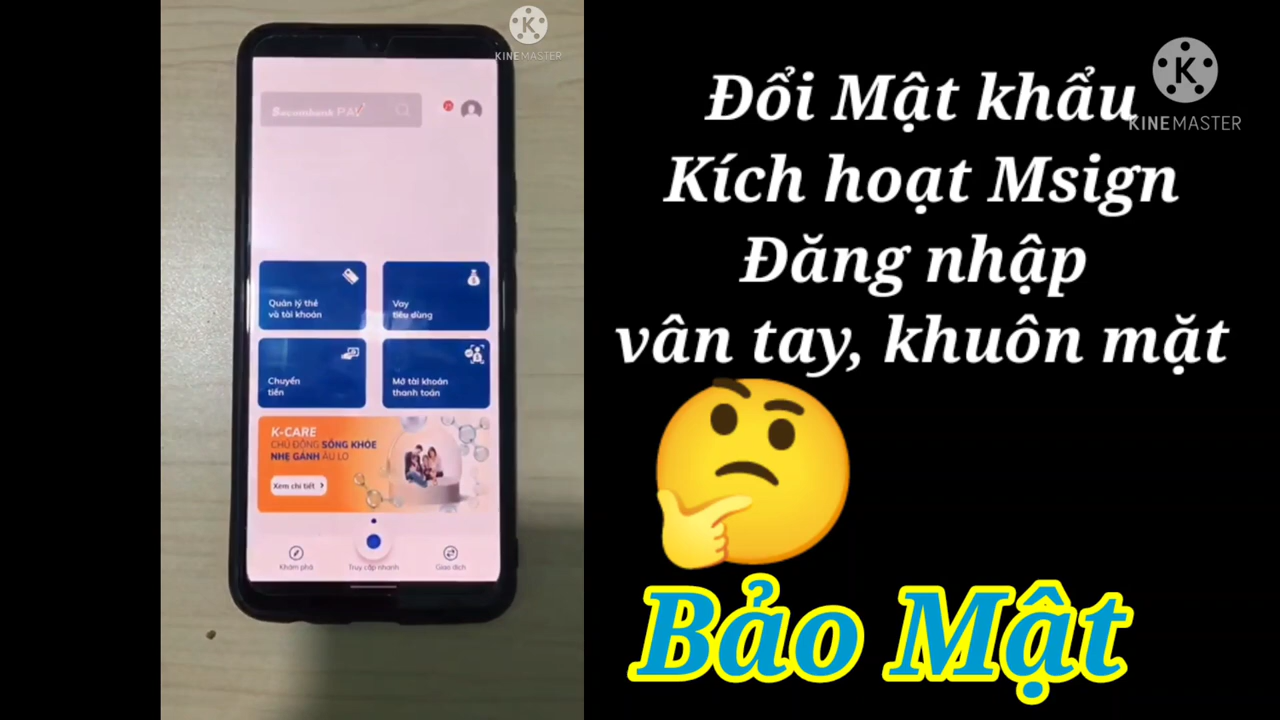 KINEMASTER
Sacombank PAY
Quản lý thẻ
và tài khoản
Vay
tiêu dùng
Chuyển
tiền
Mở tài khoản
thanh toán
K-CARE
CHỦ ĐỘNG SỐNG KHỎE
NHẸ GÁNH ÂU LO
Xem chi tiết
Khám phá
Truy cập nhanh
Giao dịch
Đổi Mật khẩu
KINEMASTER
Kích hoạt Msign
Đăng nhập
vân tay, khuôn mặt
Bảo Mật